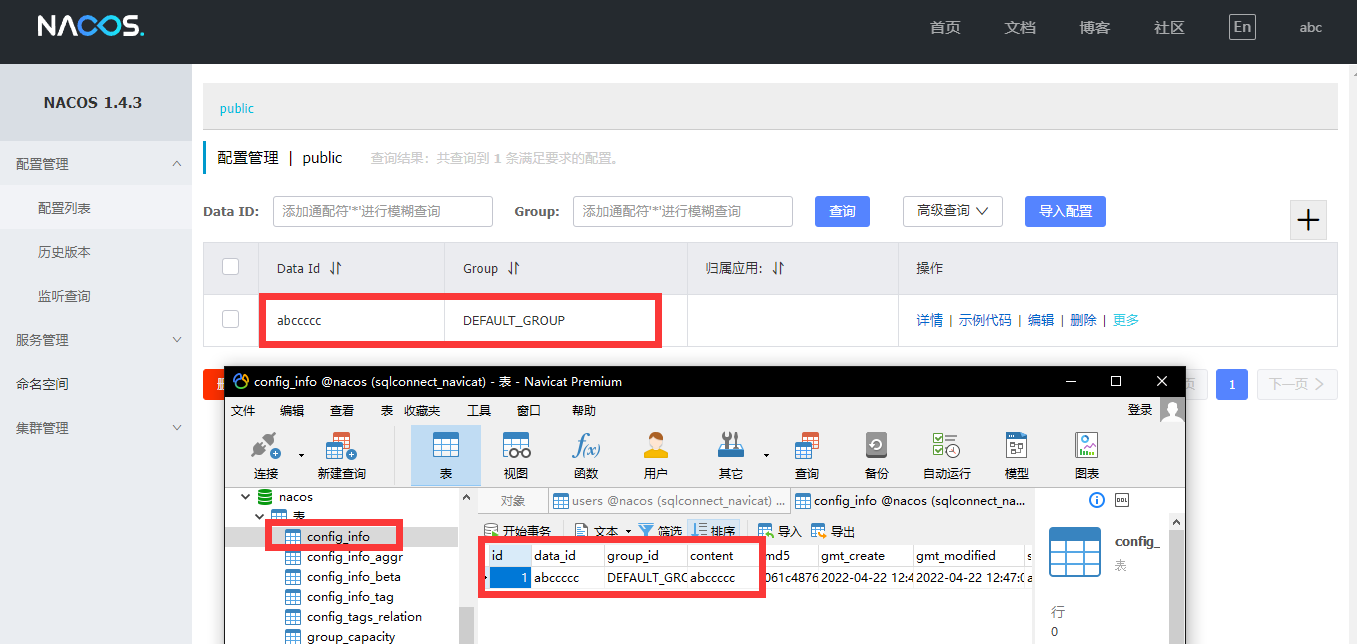 NACOS.
首页 文档 博客 社区 En abc
NACOS 1.4.3
配置管理
配置列表
历史版本
监听查询
服务管理
命名空间
集群管理
public
配置管理 | public 查询结果：共查询到 1 条满足要求的配置。
Data ID: 添加通配符'*'进行模糊查询 Group: 添加通配符'*'进行模糊查询 查询 高级查询 导入配置
Data Id Group 归属应用: 操作
abccccc DEFAULT_GROUP 详情 | 示例代码 | 编辑 | 删除 | 更多
页 1 下一页
config_info @nacos (sqlconnect_navicat) - 表 - Navicat Premium
文件 编辑 查看 表 收藏夹 工具 窗口 帮助 登录
连接 新建查询 表 视图 函数 用户 其它 查询 备份 自动运行 模型 图表
nacos
表
config_info
config_info_aggr
config_info_beta
config_info_tag
config_tags_relation
group_capacity
对象 users @nacos (sqlconnect_navicat) ... config_info @nacos (sqlconnect_na...
开始事务 文本 筛选 排序 导入 导出
id data_id group_id content md5 gmt_create gmt_modified s
1 abccccc DEFAULT_GRC abccccc 061c4876 2022-04-22 12:4 2022-04-22 12:47:0 a
DDL
config_
表
行
0